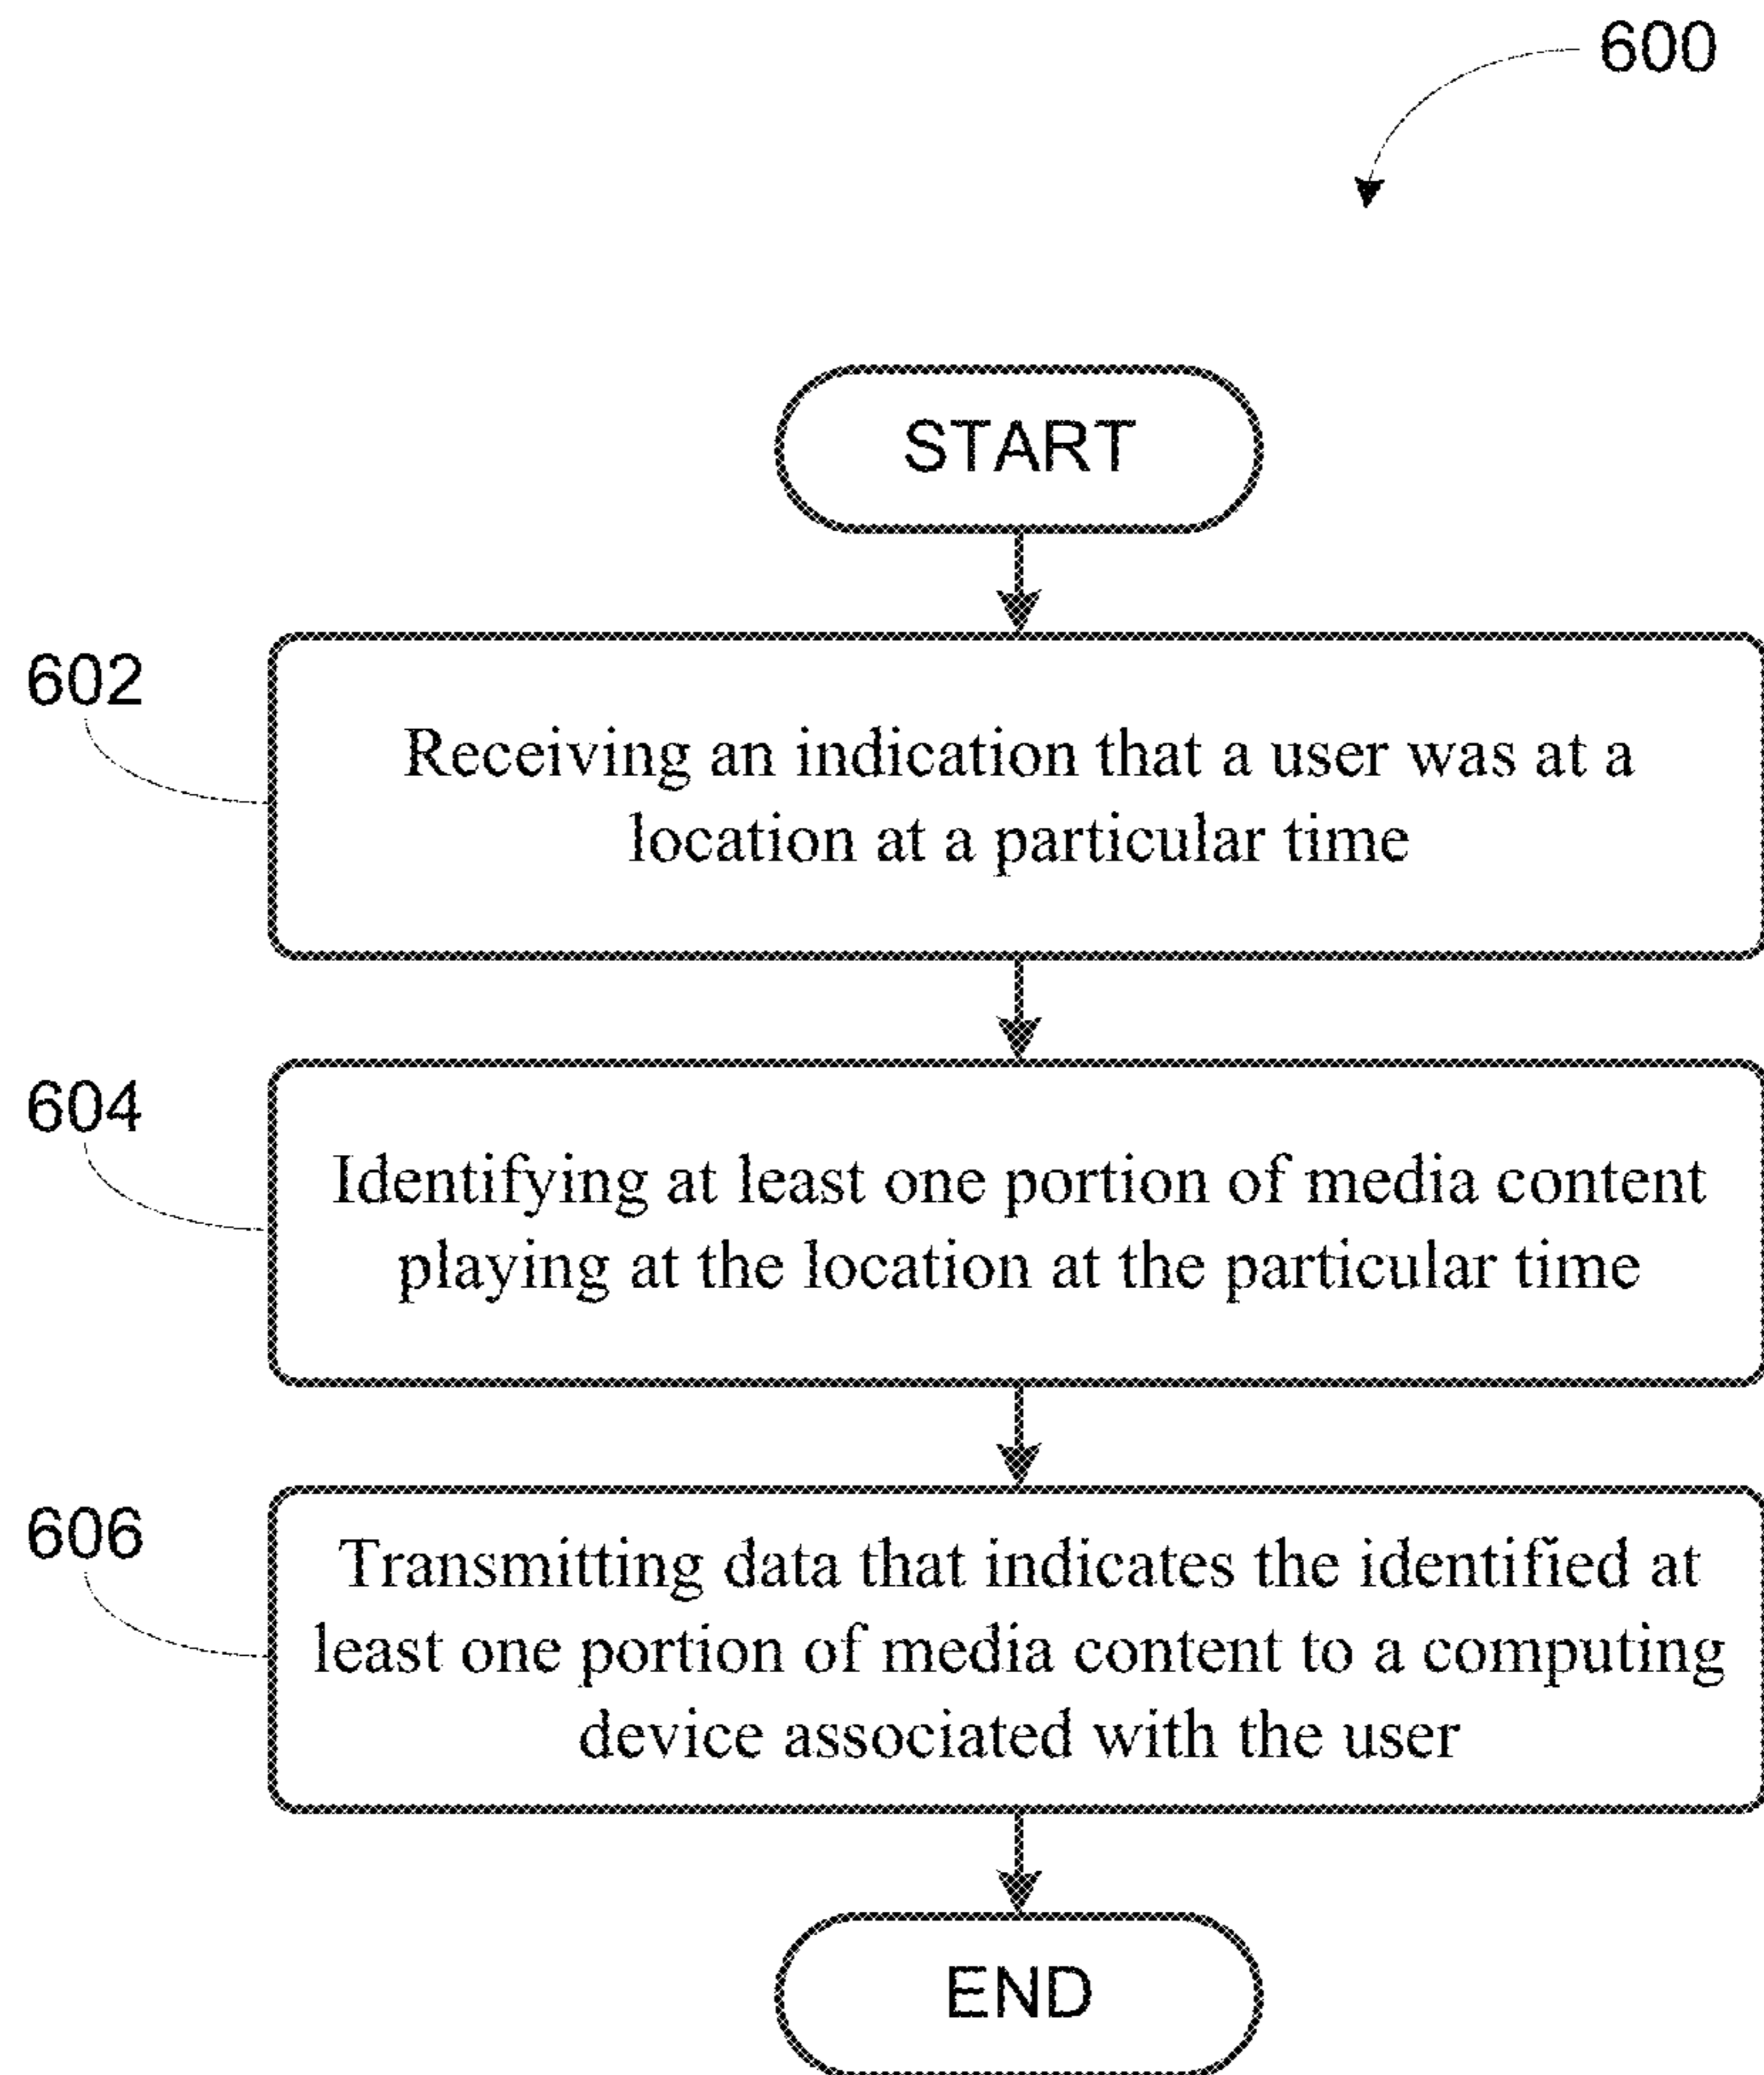 600
START
602
Receiving an indication that a user was at a
location at a particular time
604
Identifying at least one portion of media content
playing at the location at the particular time
606
Transmitting data that indicates the identified at
least one portion of media content to a computing
device associated with the user
END